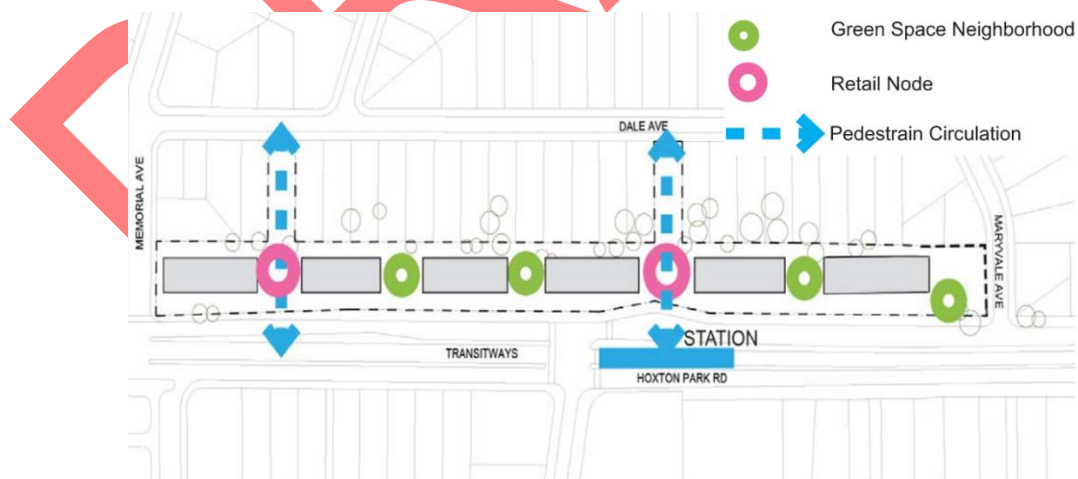 Green Space Neighborhood
Retail Node
Pedestrain Circulation
DALE AVE
MEMORIAL AVE
MARYVALE AVE
STATION
TRANSITWAYS
HOXTON PARK RD